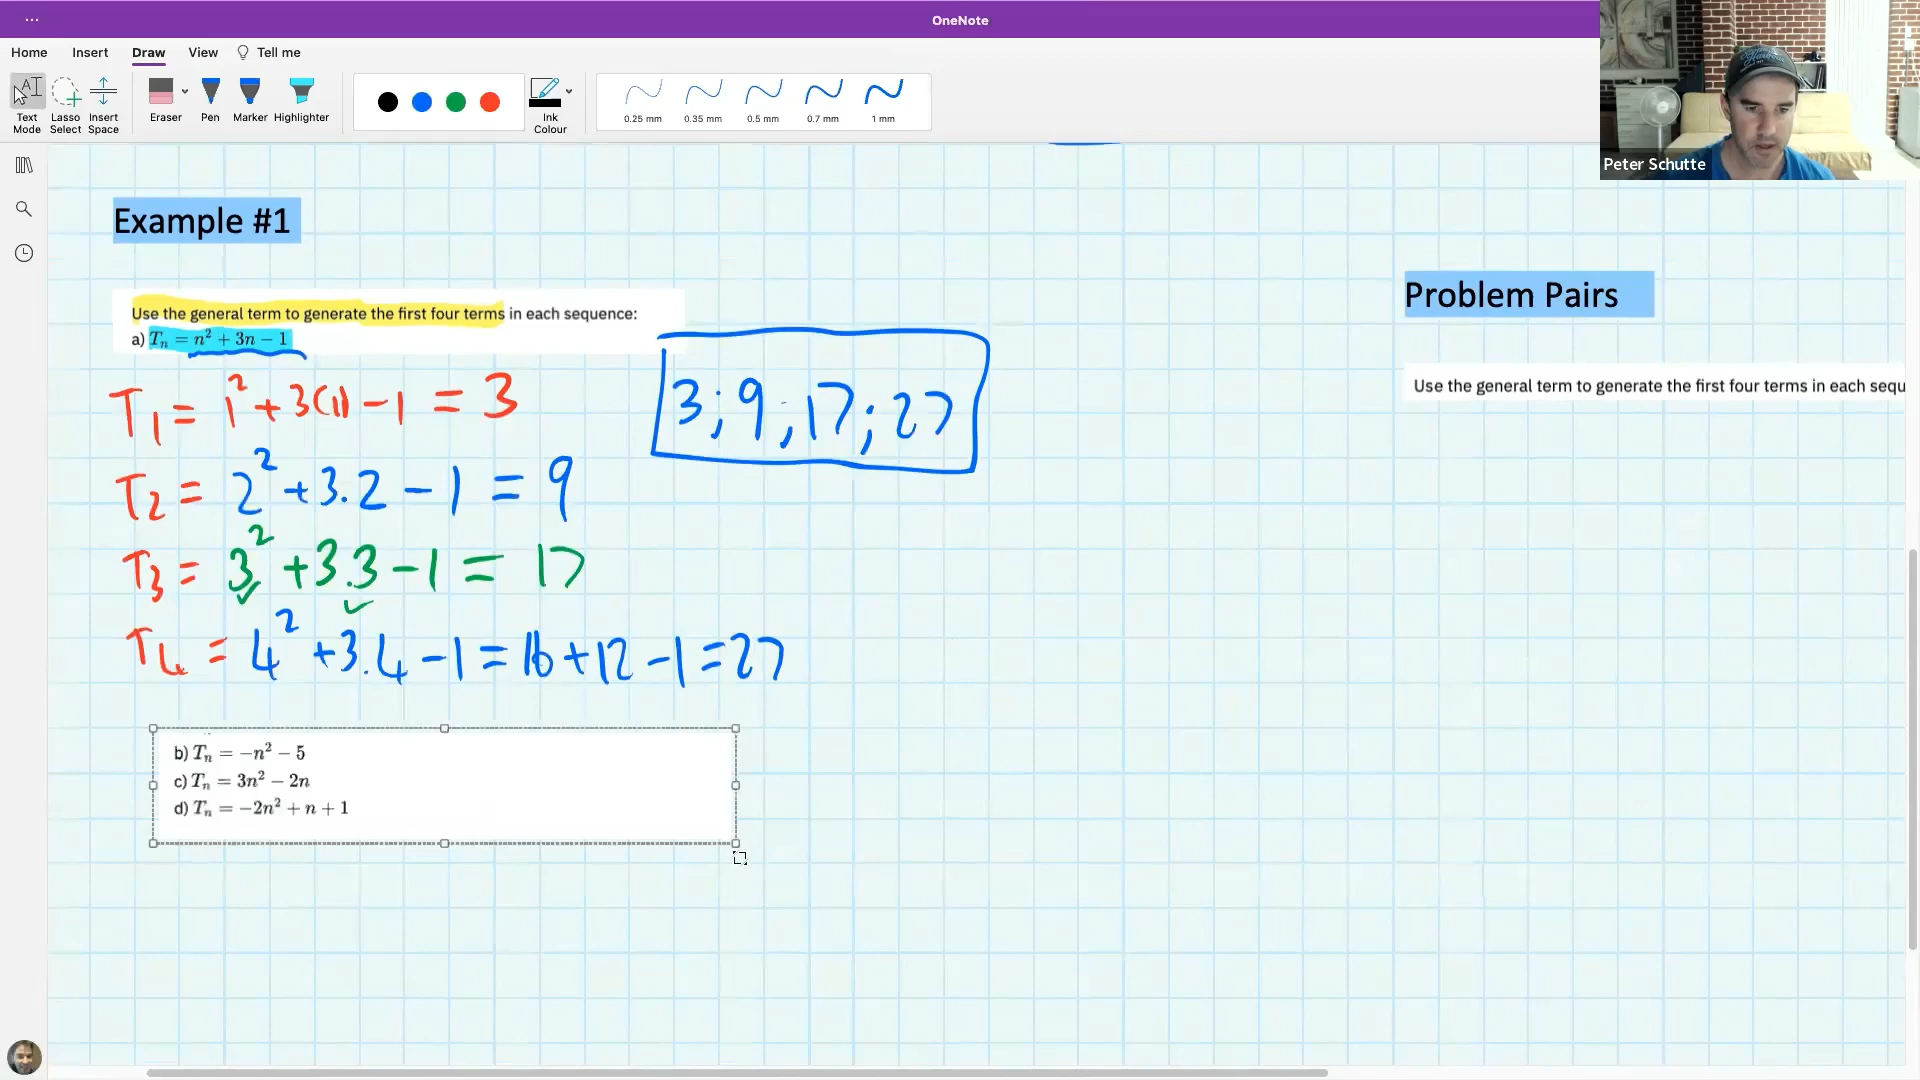 OneNote
Home Insert Draw View Tell me
Text Mode
Lasso Select
Insert Space
Eraser
Pen
Marker
Highlighter
Ink Colour
0.25 mm
0.35 mm
0.5 mm
0.7 mm
1 mm
Peter Schutte
Example #1
Use the general term to generate the first four terms in each sequence:
a) Tₙ = n² + 3n − 1
T1 = 1² + 3(1) − 1 = 3
T2 = 2² + 3.2 − 1 = 9
T3 = 3² + 3.3 − 1 = 17
T4 = 4² + 3.4 − 1 = 16 + 12 − 1 = 27
3; 9; 17; 27
b) Tₙ = −n² − 5
c) Tₙ = 3n² − 2n
d) Tₙ = −2n² + n + 1
Problem Pairs
Use the general term to generate the first four terms in each sequ